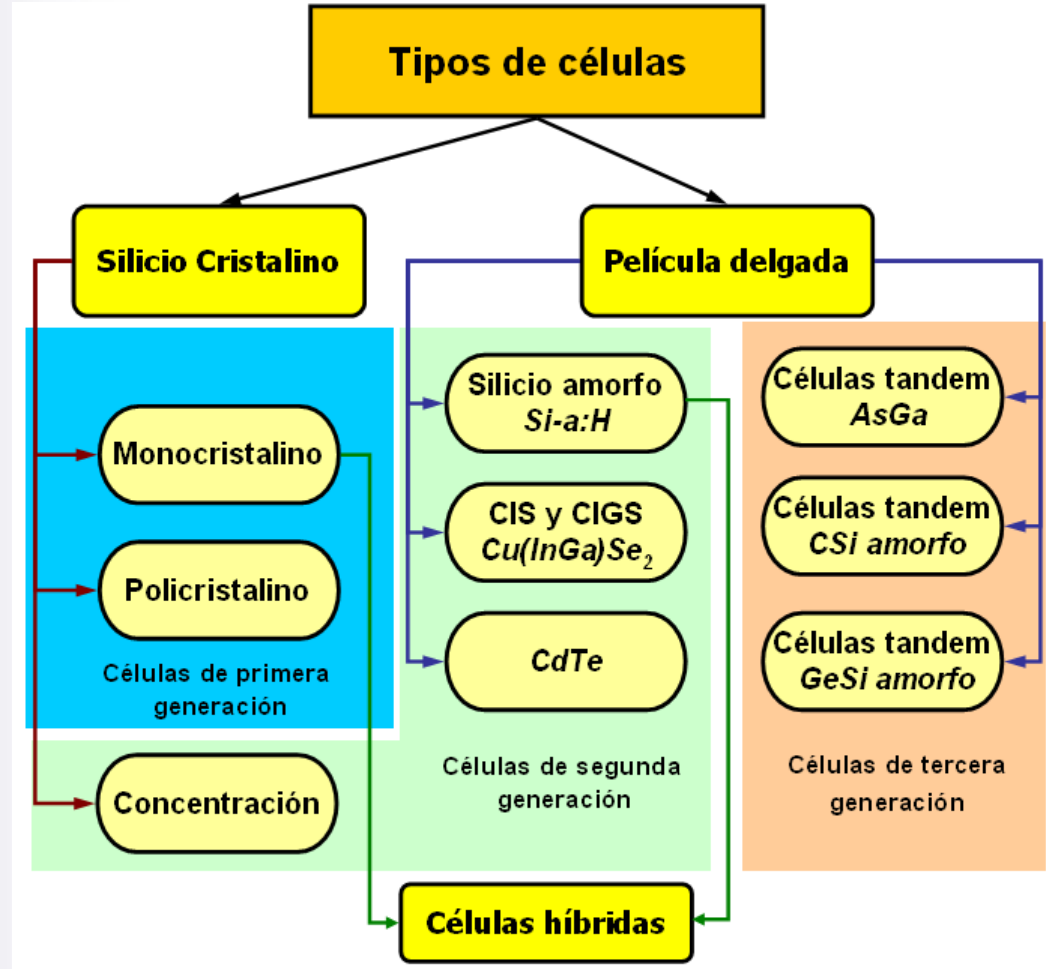 Tipos de células
Silicio Cristalino
Película delgada
Monocristalino
Policristalino
Células de primera
generación
Concentración
Silicio amorfo
Si-a:H
CIS y CIGS
Cu(InGa)Se₂
CdTe
Células de segunda
generación
Células tandem
AsGa
Células tandem
CSi amorfo
Células tandem
GeSi amorfo
Células de tercera
generación
Células híbridas